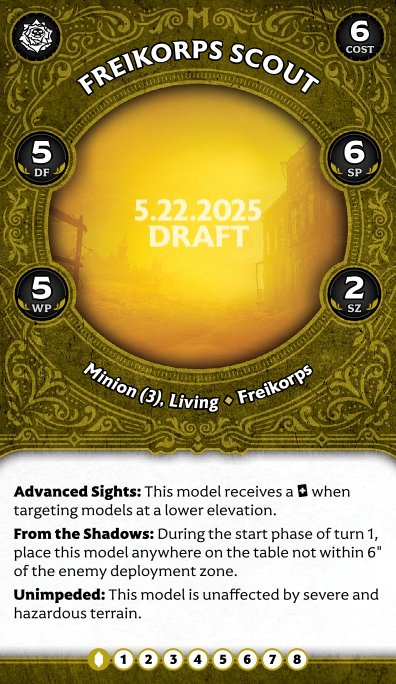 M
6
COST
FREIKORPS SCOUT
5
DF
6
SP
5.22.2025
DRAFT
5
WP
2
SZ
Minion (3), Living • Freikorps
Advanced Sights: This model receives a when
targeting models at a lower elevation.
From the Shadows: During the start phase of turn 1,
place this model anywhere on the table not within 6"
of the enemy deployment zone.
Unimpeded: This model is unaffected by severe and
hazardous terrain.
1 2 3 4 5 6 7 8